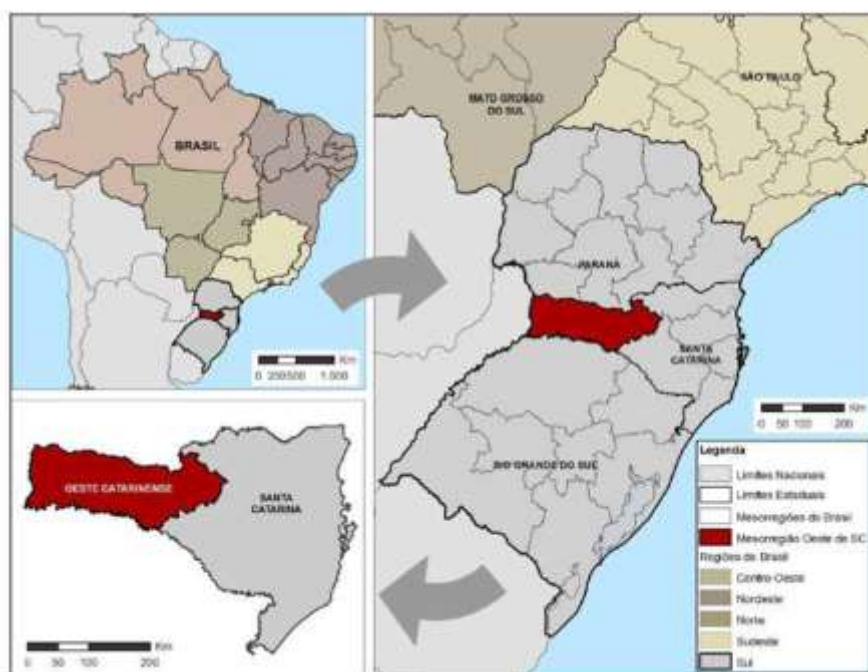 BRASIL
Km
0 250500 1.000
MATO GROSSO
DO SUL
SÃO PAULO
PARANÁ
SANTA
CATARINA
RIO GRANDE DO SUL
Km
0 50 100 200
OESTE CATARINENSE
SANTA
CATARINA
Km
0 50 100 200
Legenda
Limites Nacionais
Limites Estaduais
Mesorregiões do Brasil
Mesorregião Oeste de SC
Regiões do Brasil
Centro-Oeste
Nordeste
Norte
Sudeste
Sul